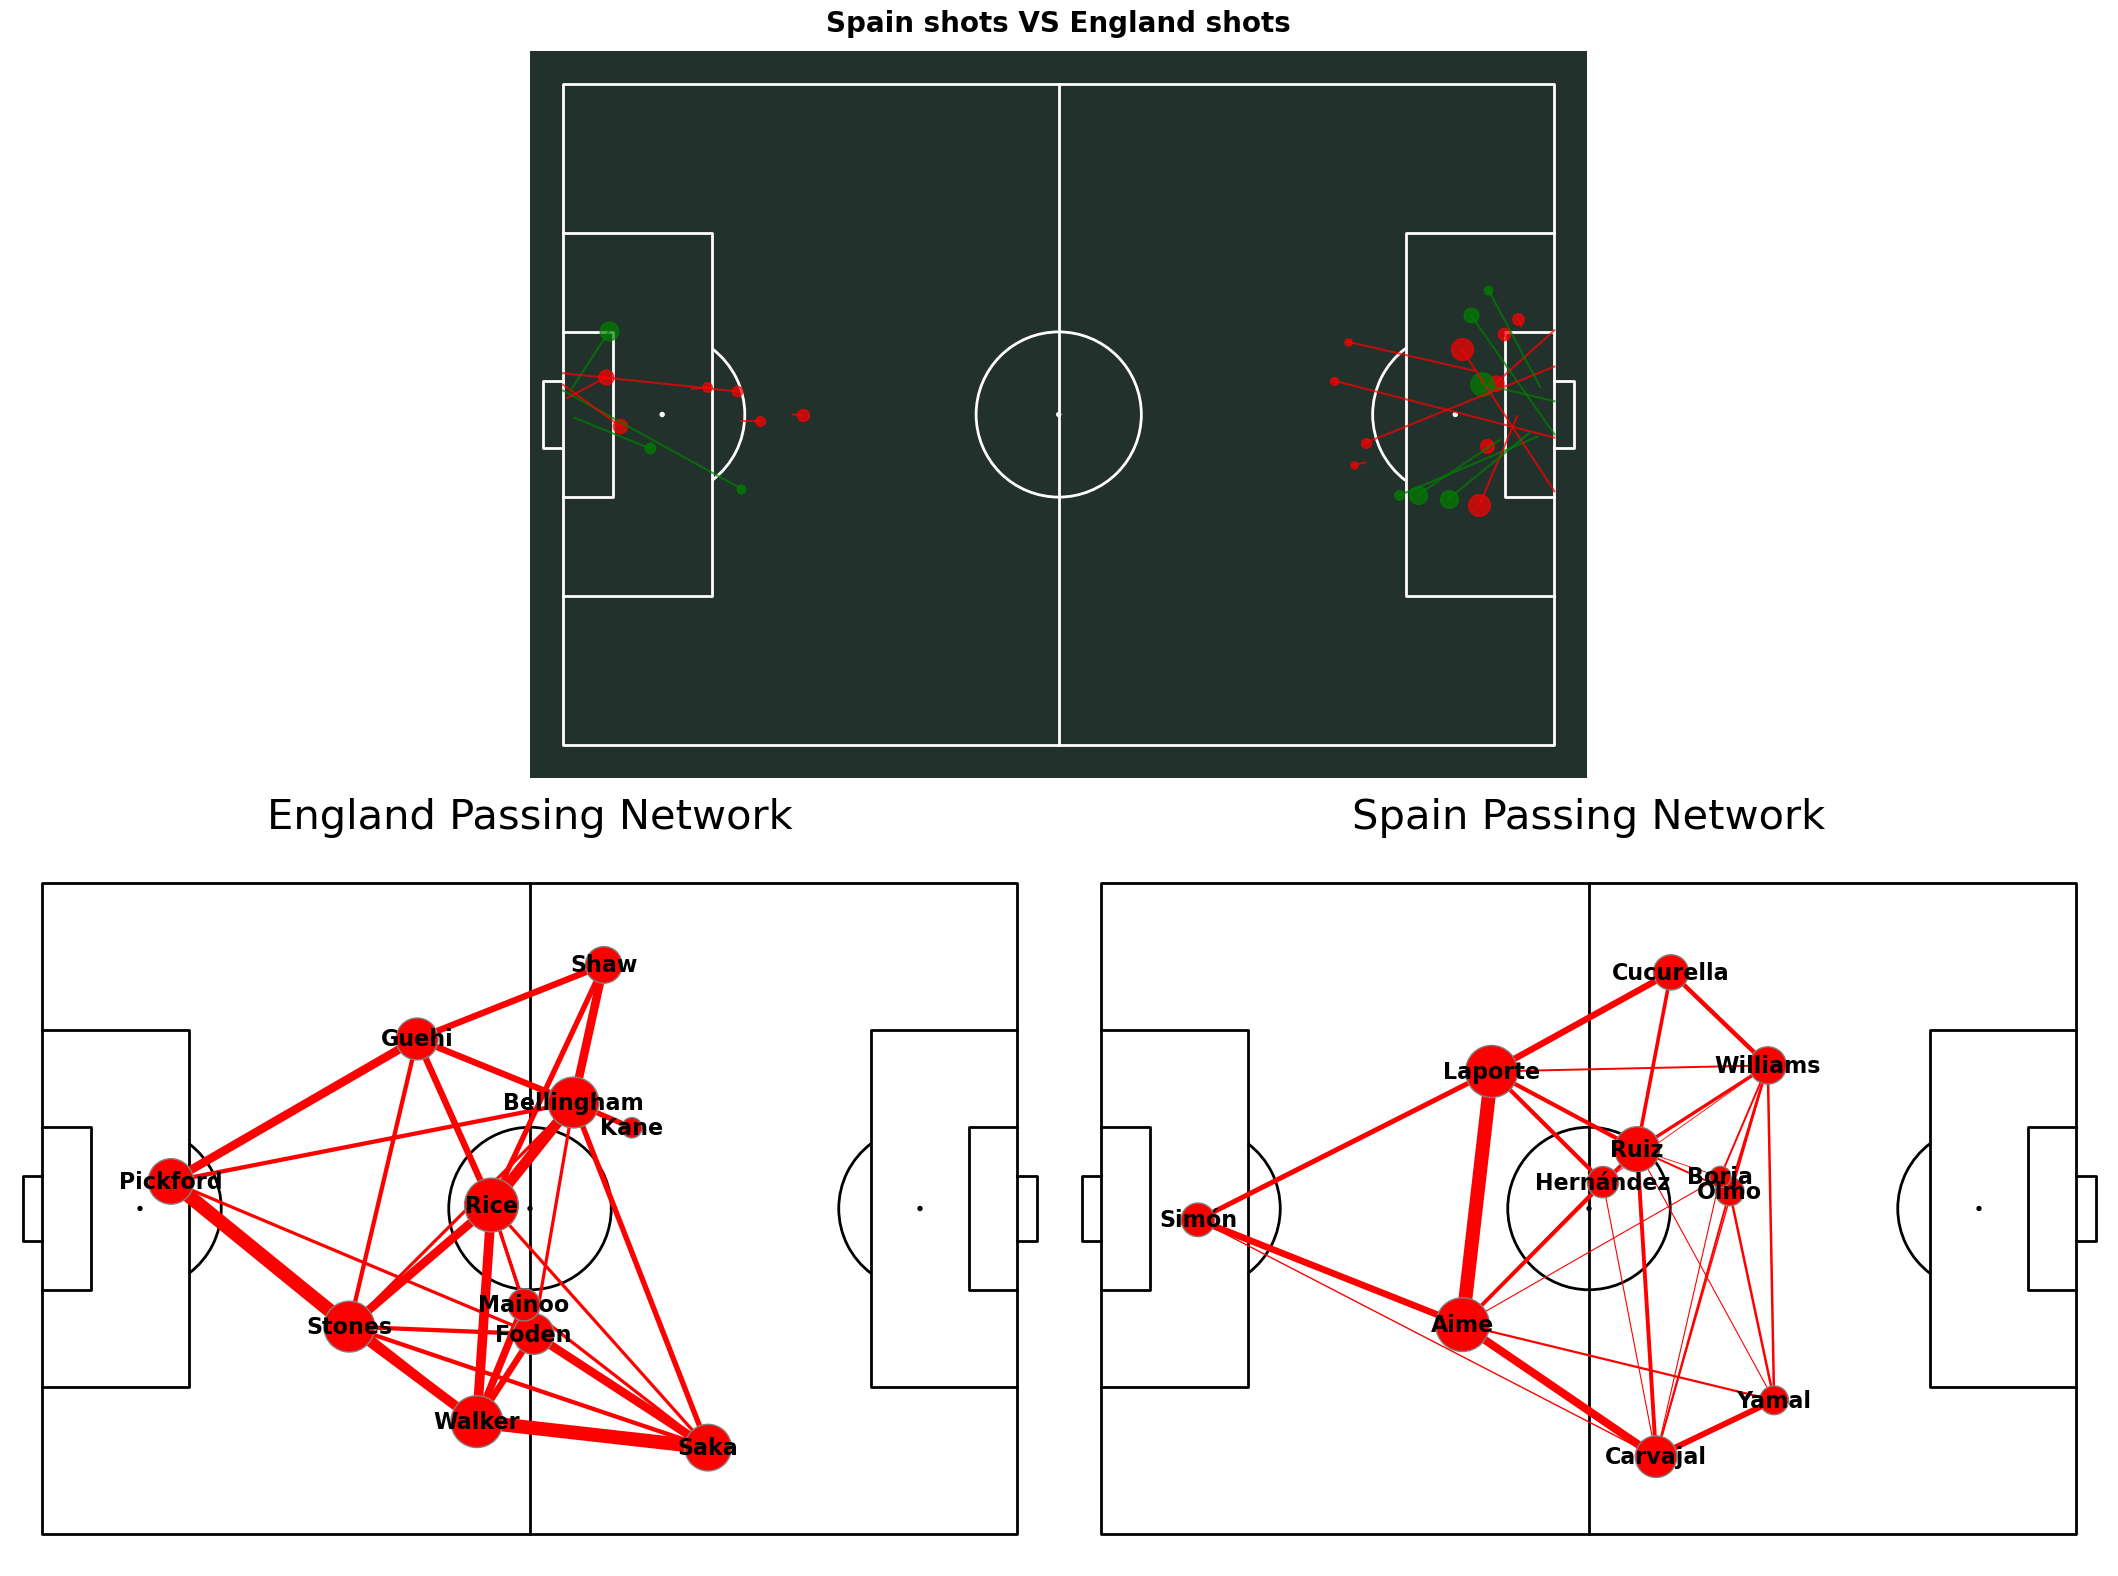 Spain shots VS England shots
England Passing Network
Spain Passing Network
Shaw
Guehi
Bellingham
Kane
Pickford
Rice
Mainoo
Foden
Stones
Walker
Saka
Cucurella
Laporte
Williams
Ruiz
Borja
Hernández
Olmo
Simón
Aime
Yamal
Carvajal